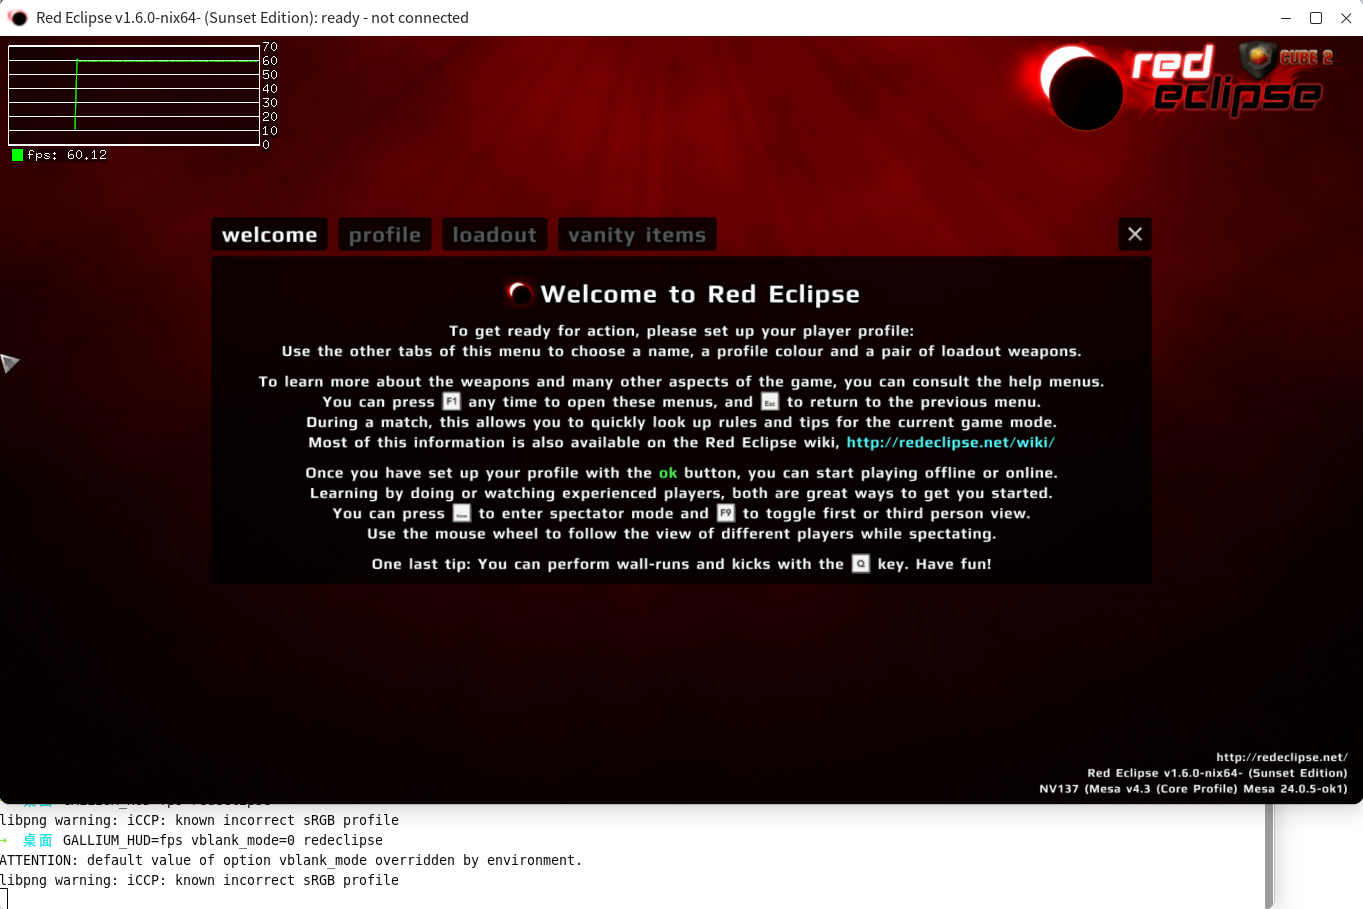 Red Eclipse v1.6.0-nix64- (Sunset Edition): ready - not connected
70
60
50
40
30
20
10
0
fps: 60.12
red eclipse
CUBE 2
welcome profile loadout vanity items
Welcome to Red Eclipse
To get ready for action, please set up your player profile:
Use the other tabs of this menu to choose a name, a profile colour and a pair of loadout weapons.
To learn more about the weapons and many other aspects of the game, you can consult the help menus.
You can press F1 any time to open these menus, and Esc to return to the previous menu.
During a match, this allows you to quickly look up rules and tips for the current game mode.
Most of this information is also available on the Red Eclipse wiki, http://redeclipse.net/wiki/
Once you have set up your profile with the ok button, you can start playing offline or online.
Learning by doing or watching experienced players, both are great ways to get you started.
You can press to enter spectator mode and F9 to toggle first or third person view.
Use the mouse wheel to follow the view of different players while spectating.
One last tip: You can perform wall-runs and kicks with the Q key. Have fun!
http://redeclipse.net/
Red Eclipse v1.6.0-nix64- (Sunset Edition)
NV137 (Mesa v4.3 (Core Profile) Mesa 24.0.5-ok1)
libpng warning: iCCP: known incorrect sRGB profile
→ 桌面 GALLIUM_HUD=fps vblank_mode=0 redeclipse
ATTENTION: default value of option vblank_mode overridden by environment.
libpng warning: iCCP: known incorrect sRGB profile